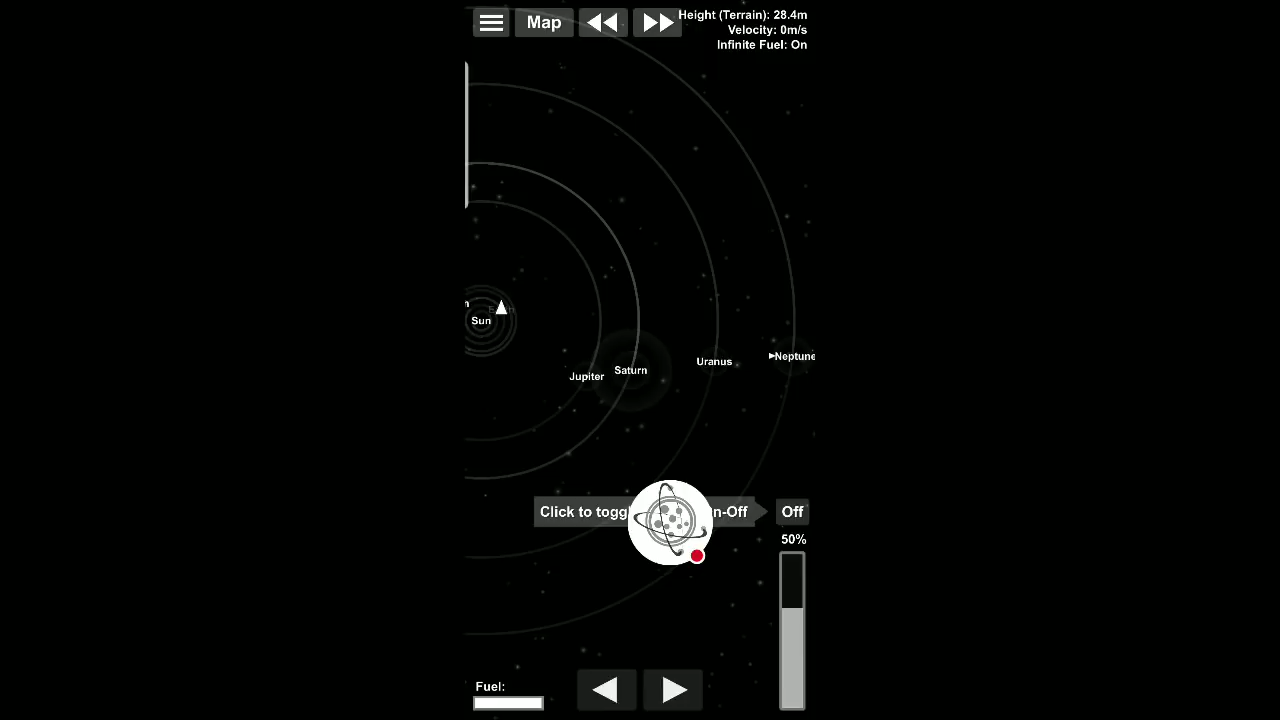 Map
Height (Terrain): 28.4m
Velocity: 0m/s
Infinite Fuel: On
Sun
Jupiter
Saturn
Uranus
Neptune
Click to togg
n-Off
Off
50%
Fuel: